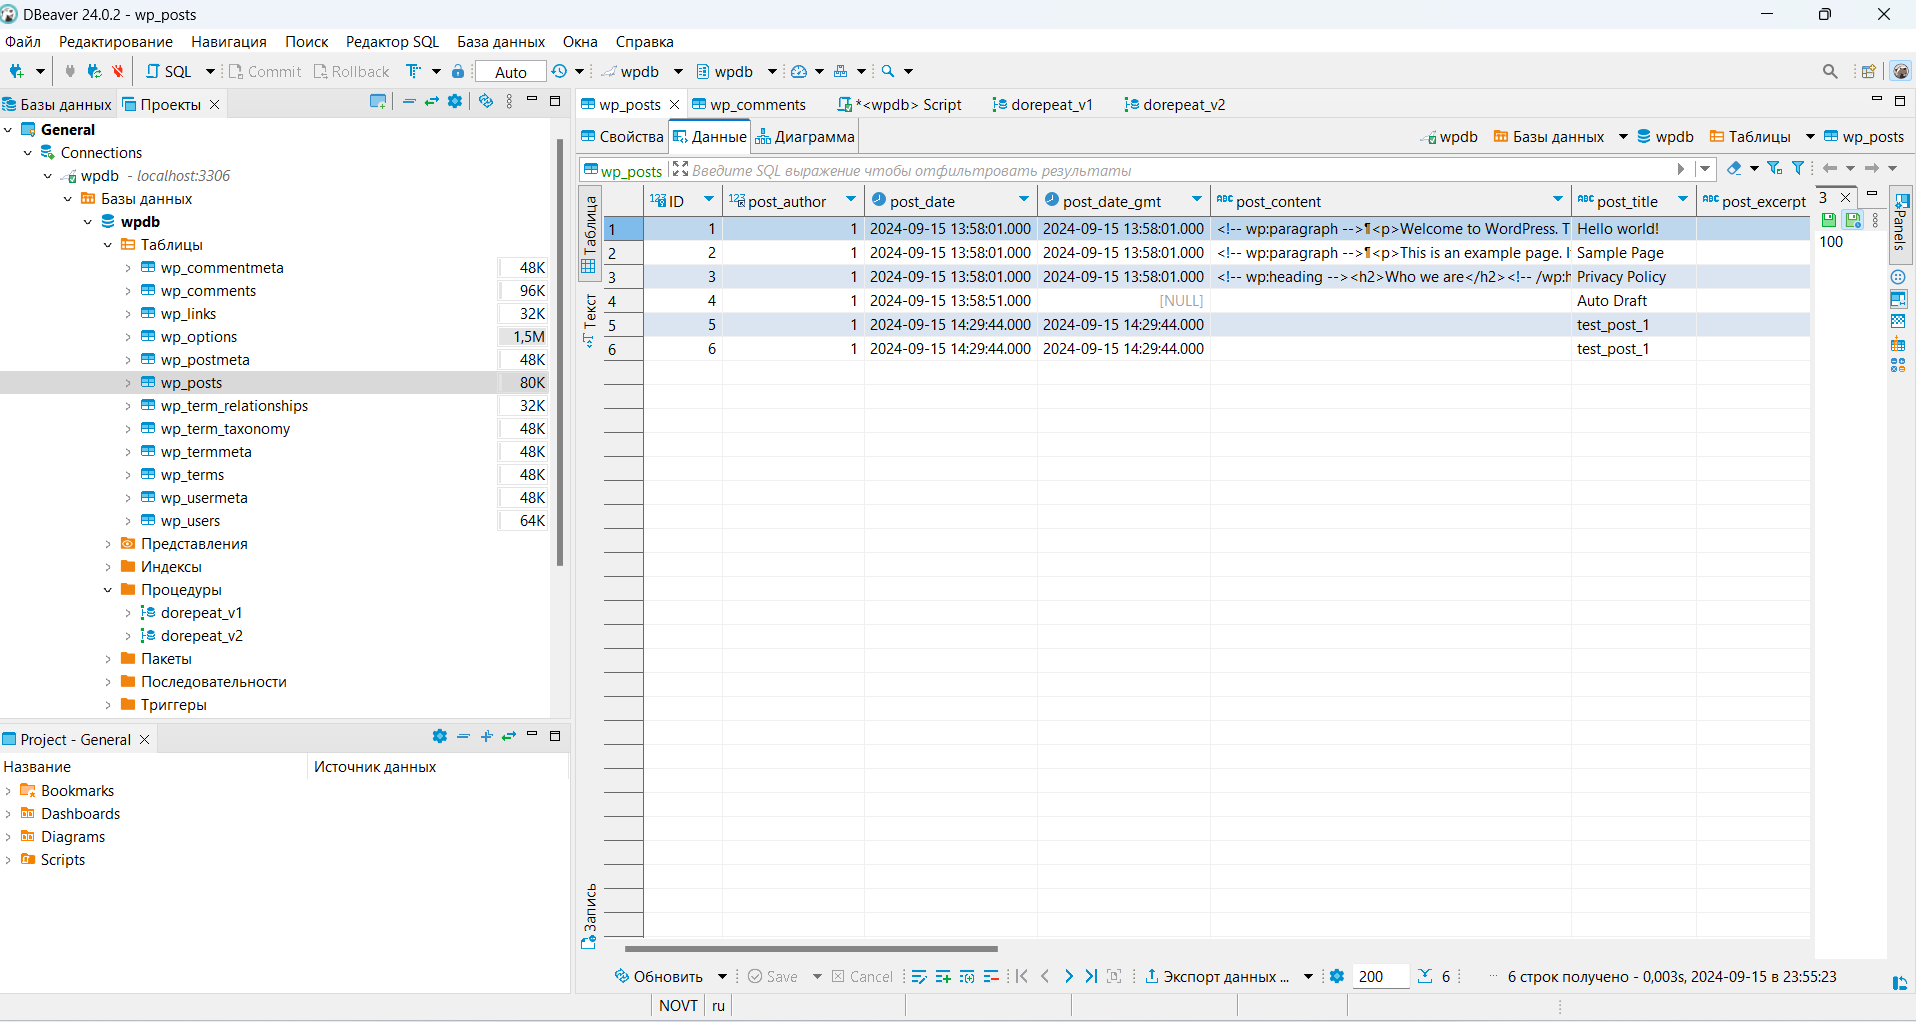 DBeaver 24.0.2 - wp_posts
Файл Редактирование Навигация Поиск Редактор SQL База данных Окна Справка
SQL Commit Rollback Auto wpdb wpdb
Базы данных Проекты
General
Connections
wpdb - localhost:3306
Базы данных
wpdb
Таблицы
wp_commentmeta 48K
wp_comments 96K
wp_links 32K
wp_options 1,5M
wp_postmeta 48K
wp_posts 80K
wp_term_relationships 32K
wp_term_taxonomy 48K
wp_termmeta 48K
wp_terms 48K
wp_usermeta 48K
wp_users 64K
Представления
Индексы
Процедуры
dorepeat_v1
dorepeat_v2
Пакеты
Последовательности
Триггеры
Project - General
Название Источник данных
Bookmarks
Dashboards
Diagrams
Scripts
wp_posts wp_comments *<wpdb> Script dorepeat_v1 dorepeat_v2
Свойства Данные Диаграмма wpdb Базы данных wpdb Таблицы wp_posts
wp_posts Введите SQL выражение чтобы отфильтровать результаты
Таблица
Текст
Запись
123 ID 123 post_author post_date post_date_gmt ABC post_content ABC post_title ABC post_excerpt
1 1 1 2024-09-15 13:58:01.000 2024-09-15 13:58:01.000 <!-- wp:paragraph -->¶<p>Welcome to WordPress. T Hello world!
2 2 1 2024-09-15 13:58:01.000 2024-09-15 13:58:01.000 <!-- wp:paragraph -->¶<p>This is an example page. I Sample Page
3 3 1 2024-09-15 13:58:01.000 2024-09-15 13:58:01.000 <!-- wp:heading --><h2>Who we are</h2><!-- /wp:h Privacy Policy
4 4 1 2024-09-15 13:58:51.000 [NULL] Auto Draft
5 5 1 2024-09-15 14:29:44.000 2024-09-15 14:29:44.000 test_post_1
6 6 1 2024-09-15 14:29:44.000 2024-09-15 14:29:44.000 test_post_1
3
100
Panels
Обновить Save Cancel Экспорт данных ... 200 6 6 строк получено - 0,003s, 2024-09-15 в 23:55:23
NOVT ru